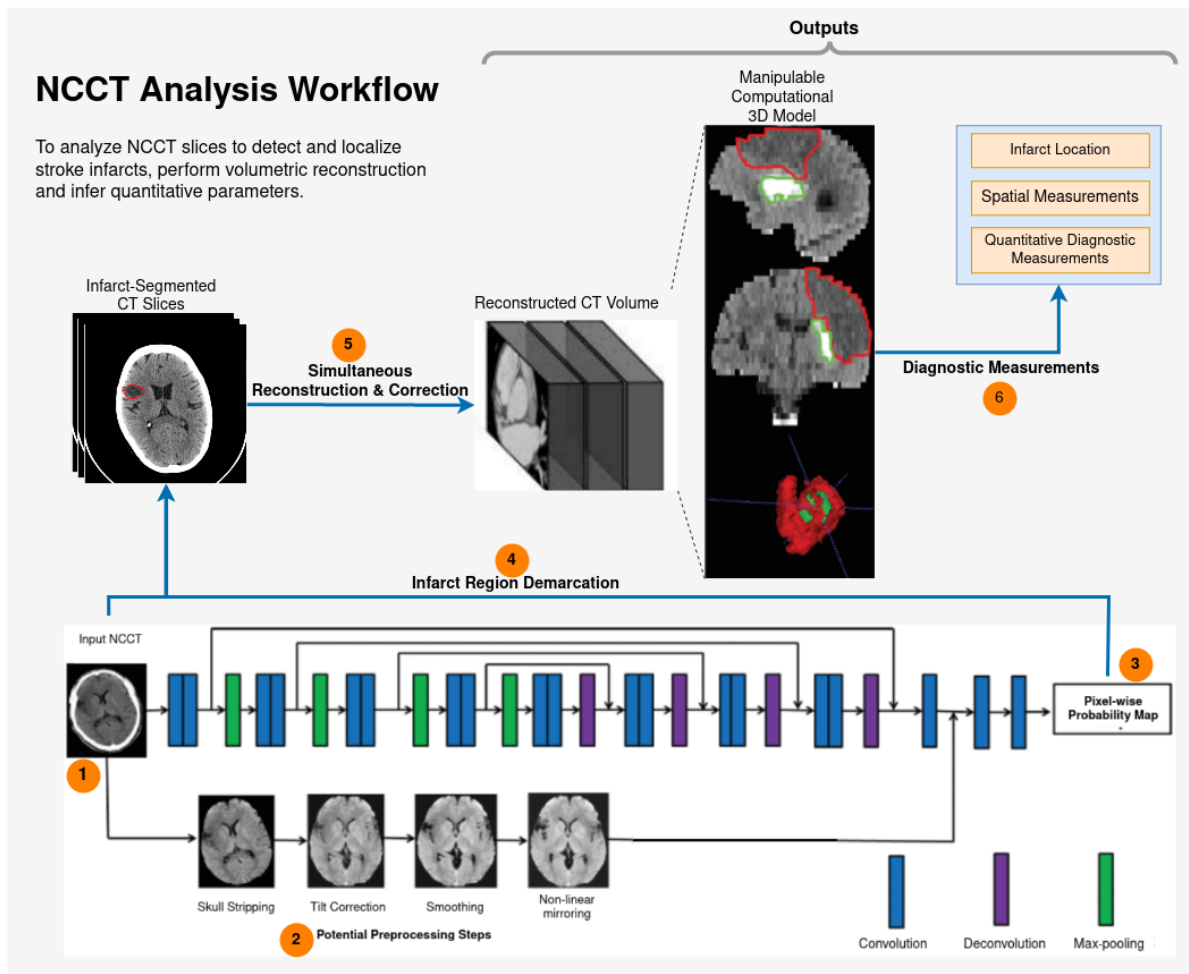 Outputs
NCCT Analysis Workflow
To analyze NCCT slices to detect and localize
stroke infarcts, perform volumetric reconstruction
and infer quantitative parameters.
Manipulable
Computational
3D Model
Infarct Location
Spatial Measurements
Quantitative Diagnostic
Measurements
Infarct-Segmented
CT Slices
5
Simultaneous
Reconstruction & Correction
Reconstructed CT Volume
Diagnostic Measurements
6
4
Infarct Region Demarcation
Input NCCT
1
3
Pixel-wise
Probability Map
-
Skull Stripping
Tilt Correction
Smoothing
Non-linear
mirroring
2
Potential Preprocessing Steps
Convolution
Deconvolution
Max-pooling